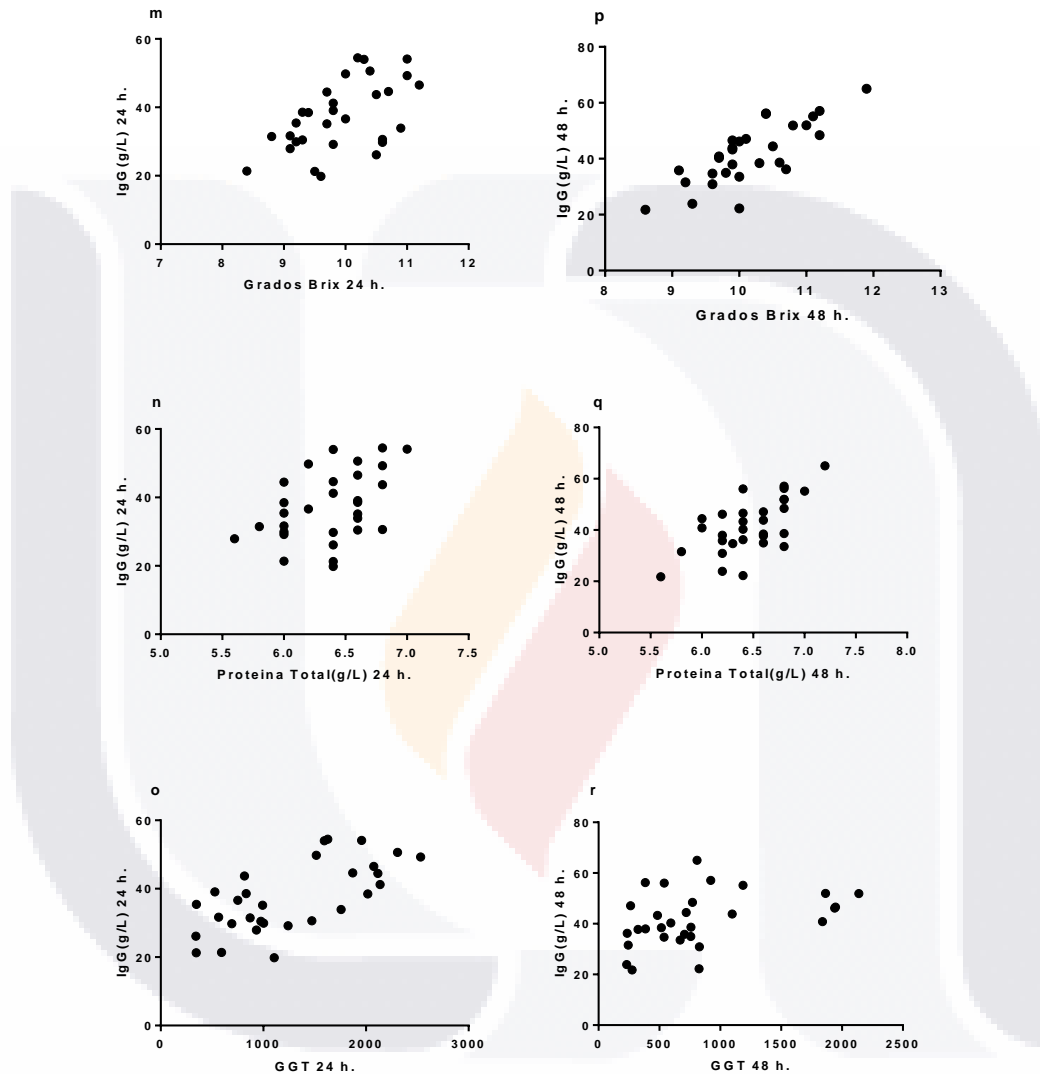 m
60
40
20
0
IgG(g/L) 24 h.
7 8 9 10 11 12
Grados Brix 24 h.
p
80
60
40
20
0
IgG(g/L) 48 h.
8 9 10 11 12 13
Grados Brix 48 h.
n
60
40
20
0
IgG(g/L) 24 h.
5.0 5.5 6.0 6.5 7.0 7.5
Proteina Total(g/L) 24 h.
q
80
60
40
20
0
IgG(g/L) 48 h.
5.0 5.5 6.0 6.5 7.0 7.5 8.0
Proteina Total(g/L) 48 h.
o
60
40
20
0
IgG(g/L) 24 h.
0 1000 2000 3000
GGT 24 h.
r
80
60
40
20
0
IgG(g/L) 48 h.
0 500 1000 1500 2000 2500
GGT 48 h.